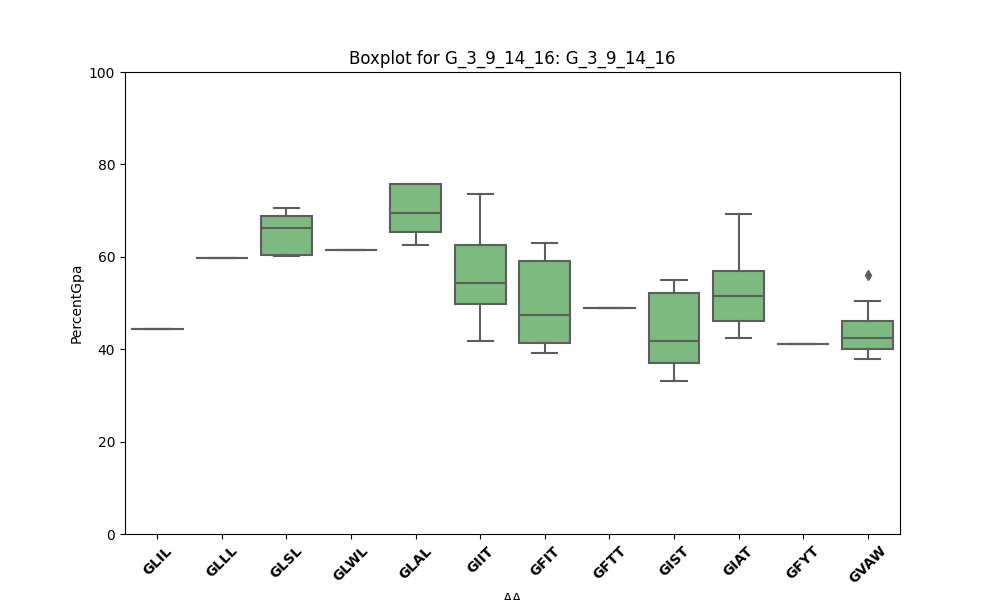 Boxplot for G_3_9_14_16: G_3_9_14_16
100
80
60
40
20
0
PercentGpa
GLIL
GLLL
GLSL
GLWL
GLAL
GIIT
GFIT
GFTT
GIST
GIAT
GFYT
GVAW
AA